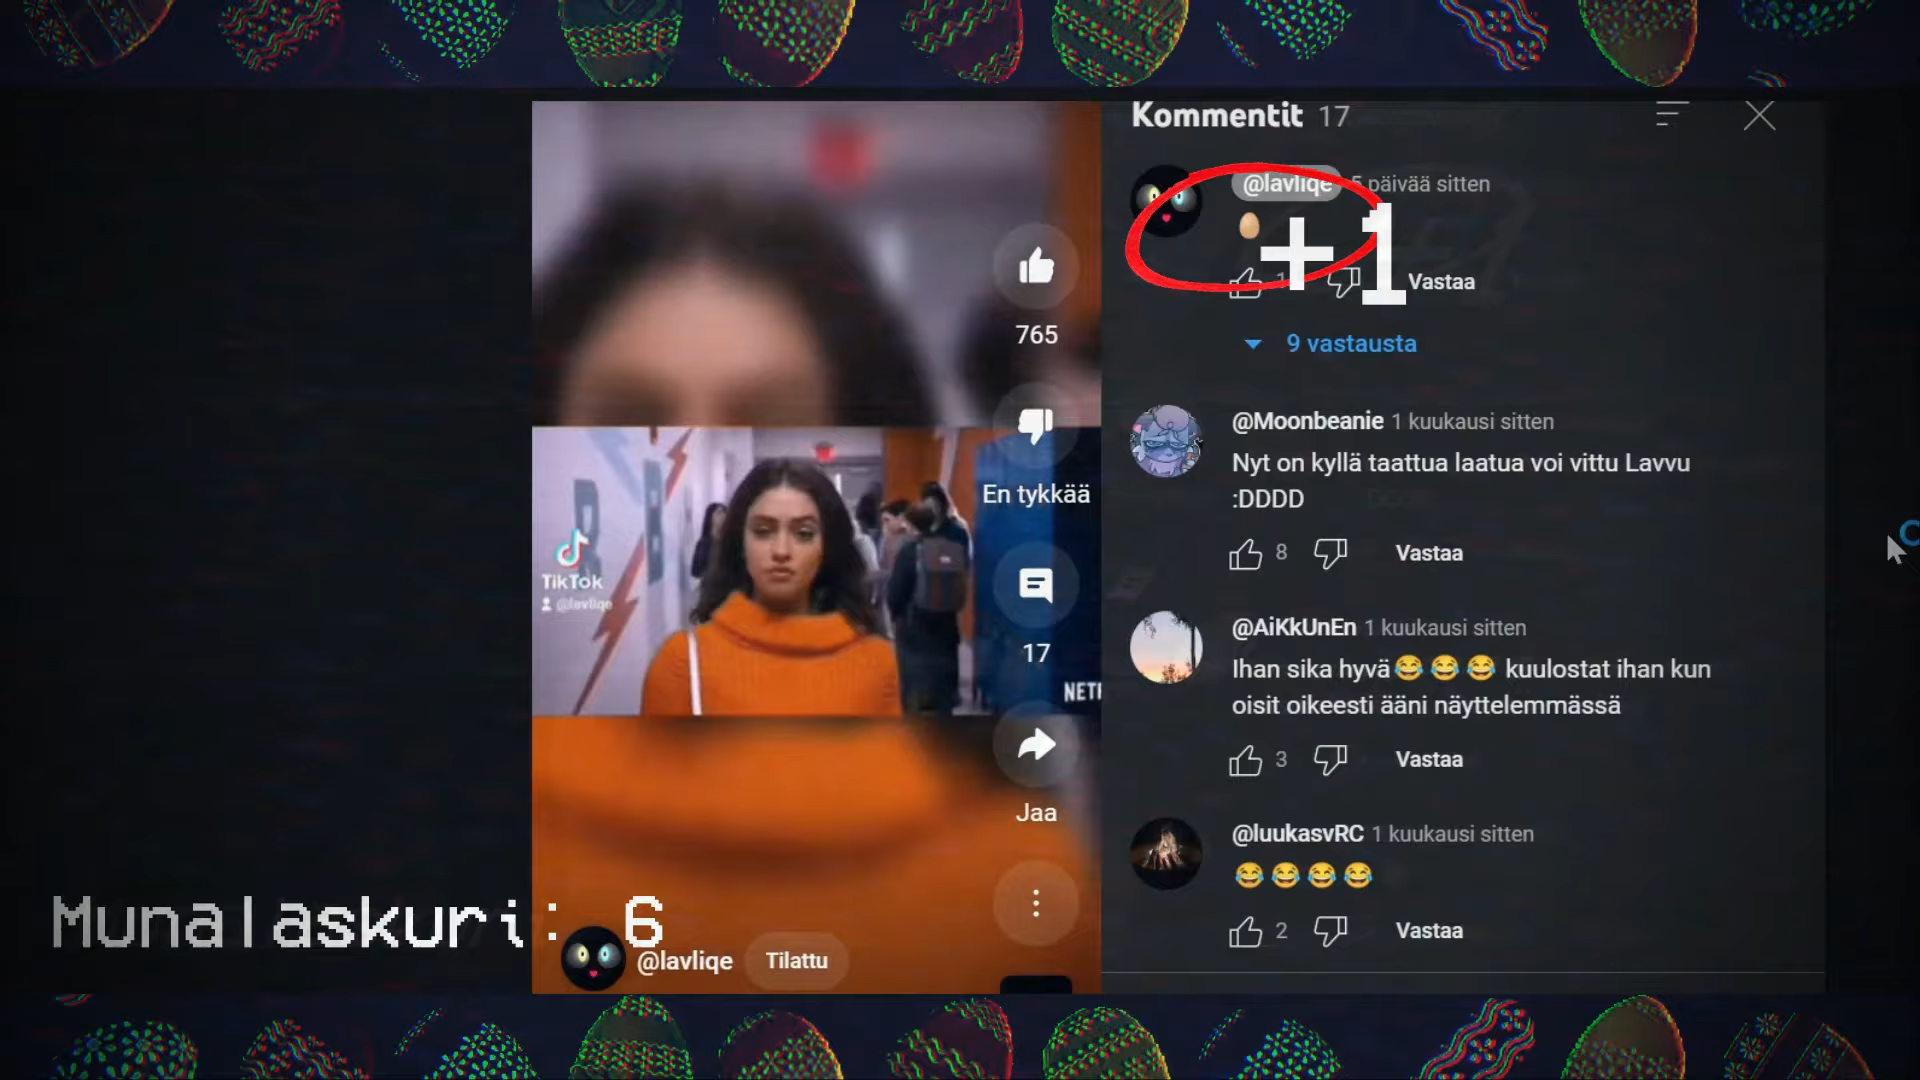 Kommentit 17
@lavliqe 5 päivää sitten
🥚
+1
Vastaa
9 vastausta
@Moonbeanie 1 kuukausi sitten
Nyt on kyllä taattua laatua voi vittu Lavvu
:DDDD
8 Vastaa
@AiKkUnEn 1 kuukausi sitten
Ihan sika hyvä😂😂😂 kuulostat ihan kun
oisit oikeesti ääni näyttelemmässä
3 Vastaa
@luukasvRC 1 kuukausi sitten
😂😂😂😂
2 Vastaa
765
En tykkää
17
Jaa
R R
TikTok
@lavliqe
NETF
Munalaskuri: 6
@lavliqe Tilattu